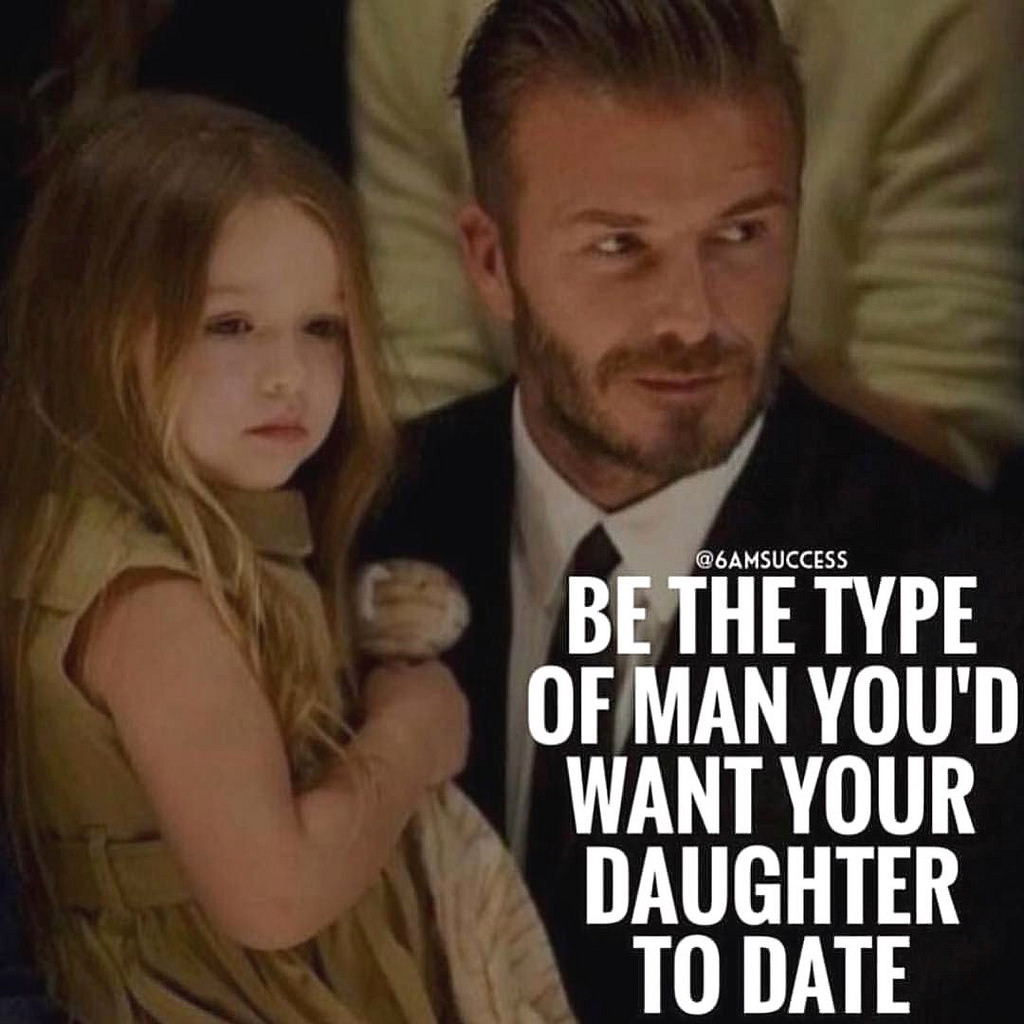 @6AMSUCCESS
BE THE TYPE
OF MAN YOU'D
WANT YOUR
DAUGHTER
TO DATE